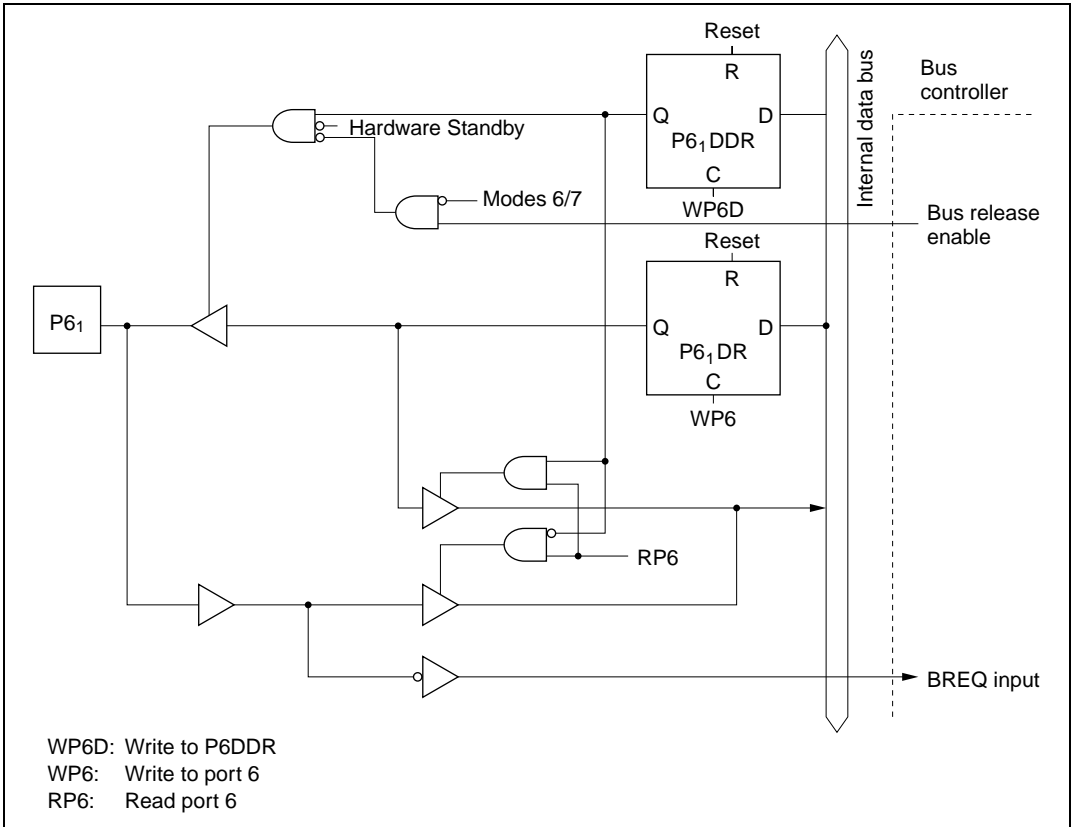 Reset
R
Q
D
P6₁DDR
C
WP6D
Hardware Standby
Modes 6/7
Internal data bus
Bus
controller
Bus release
enable
Reset
R
P6₁
Q
D
P6₁DR
C
WP6
RP6
BREQ input
WP6D: Write to P6DDR
WP6: Write to port 6
RP6: Read port 6